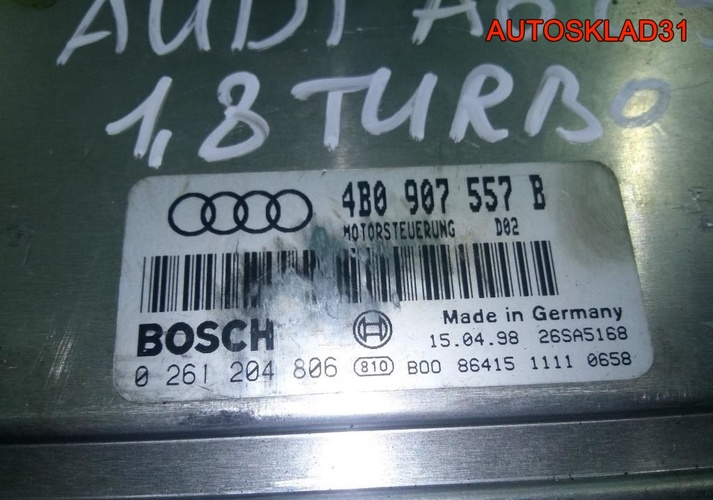 AUTOSKLAD31
AUDI A6 C5
1,8 TURBO
4B0 907 557 B
MOTORSTEUERUNG D02
Made in Germany
BOSCH 15.04.98 26SA5168
0 261 204 806 810 B00 86415 1111 0658